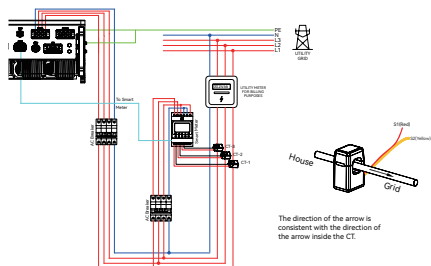 PE
N
L3
L2
L1
UTILITY
GRID
To Smart
Meter
UTILITY METER
FOR BILLING
PURPOSES
AC Breaker
Smart Meter
CT-3
CT-2
CT-1
AC Breaker
S1(Red)
S2(Yellow)
House
Grid
The direction of the arrow is
consistent with the direction of
the arrow inside the CT.